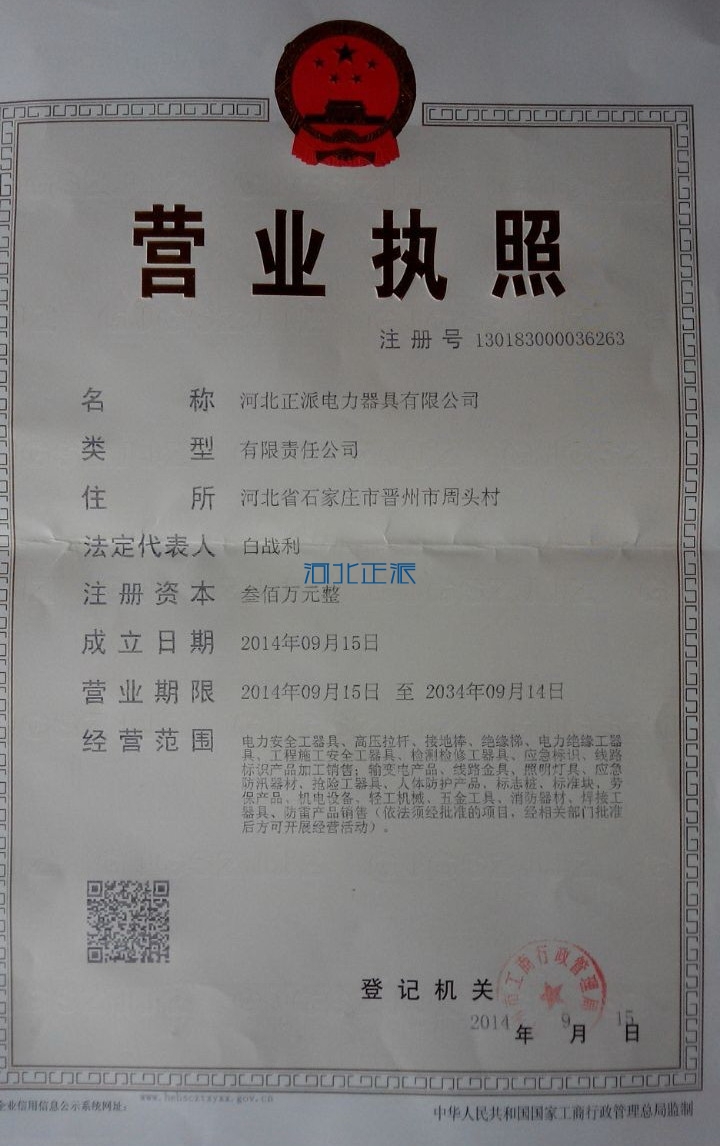 营业执照
注册号 130183000036263
名称 河北正派电力器具有限公司
类型 有限责任公司
住所 河北省石家庄市晋州市周头村
法定代表人 白战利
河北正派
注册资本 叁佰万元整
成立日期 2014年09月15日
营业期限 2014年09月15日 至 2034年09月14日
经营范围 电力安全工器具、高压拉杆、接地棒、绝缘梯、电力绝缘工器
具、工程施工安全工器具、检测检修工器具、应急标识、线路
标识产品加工销售；输变电产品、线路金具、照明灯具、应急
防汛器材、抢险工器具、人体防护产品、标志桩、标准块、劳
保产品、机电设备、轻工机械、五金工具、消防器材、焊接工
器具、防雷产品销售（依法须经批准的项目，经相关部门批准
后方可开展经营活动）。
工商行政管理局
登记机关
2014年9月15日
企业信用信息公示系统网址：
中华人民共和国国家工商行政管理总局监制